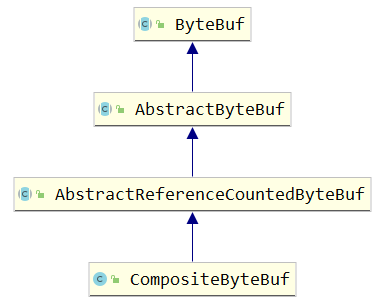 ByteBuf
AbstractByteBuf
AbstractReferenceCountedByteBuf
CompositeByteBuf